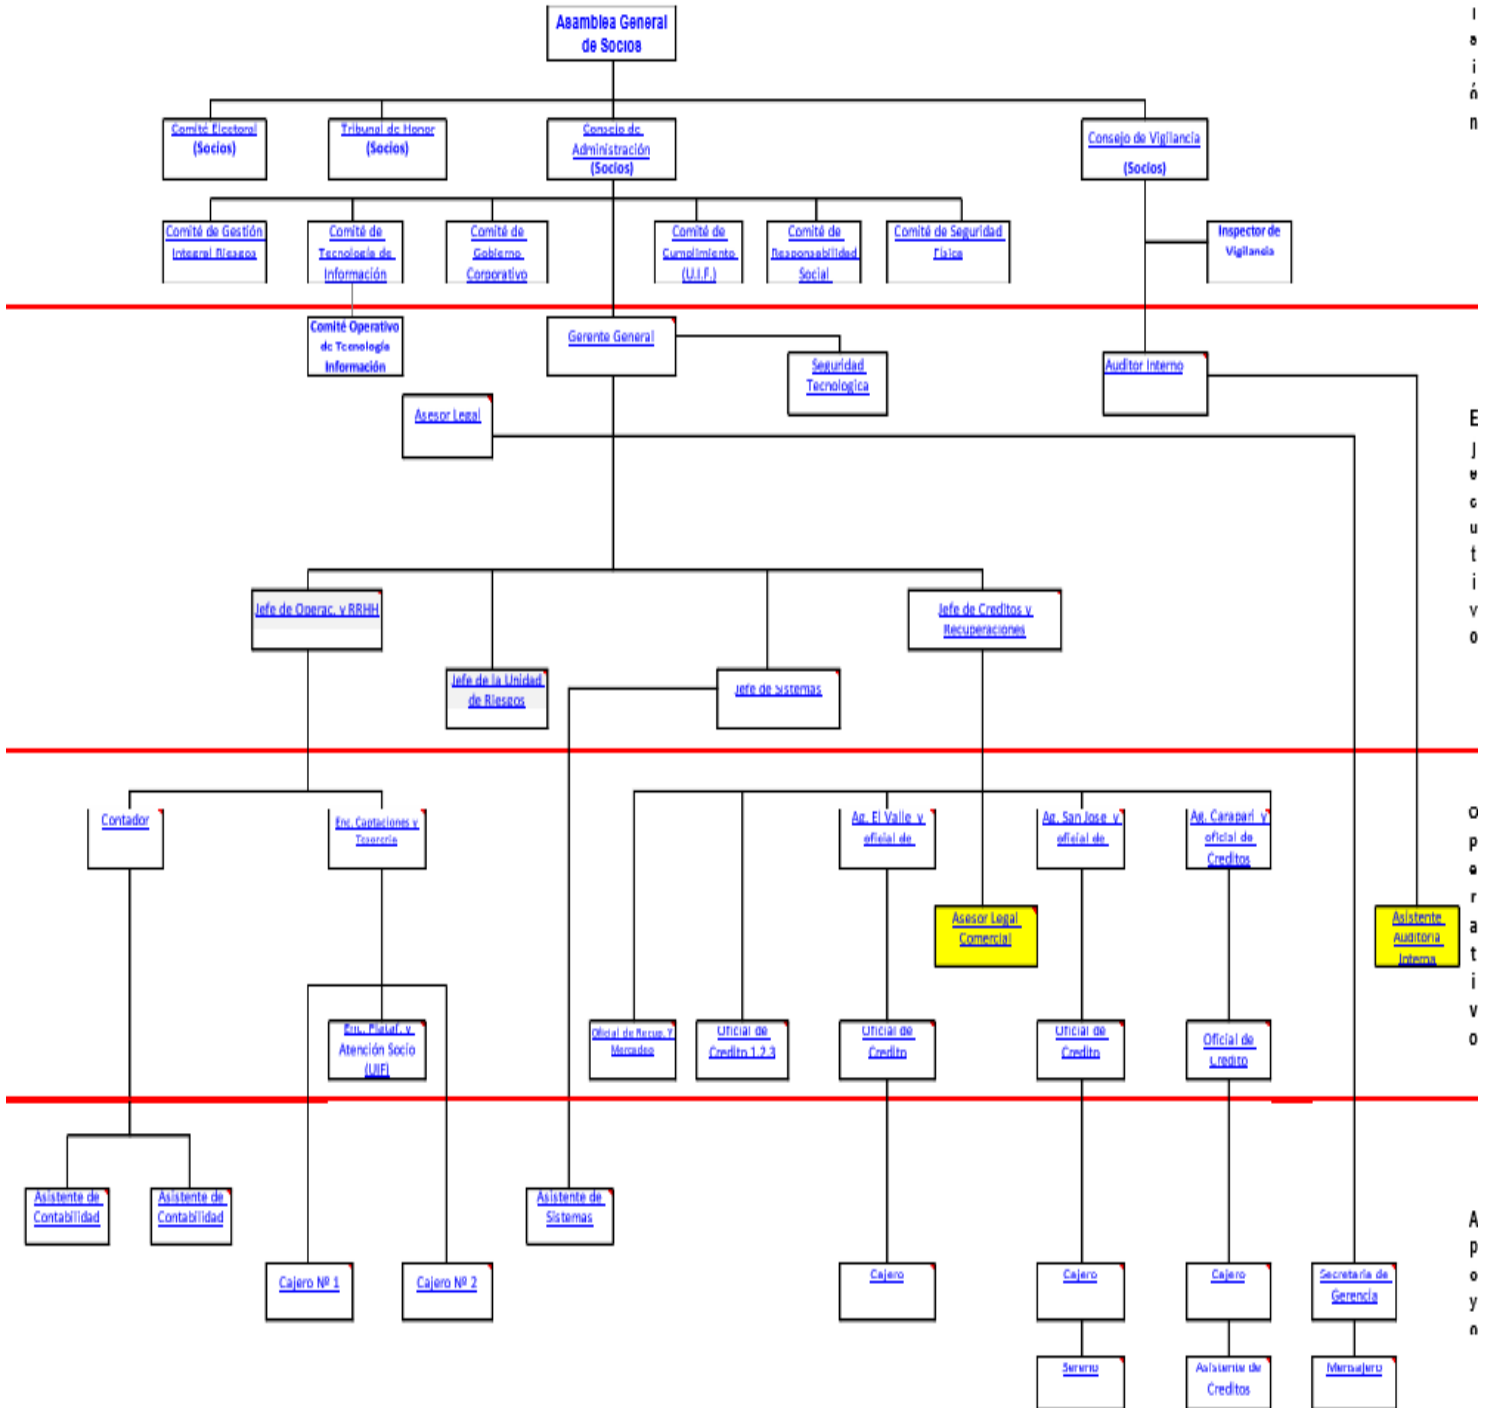 Asamblea General
de Socios
Comité Electoral
(Socios)
Tribunal de Honor
(Socios)
Consejo de
Administración
(Socios)
Consejo de Vigilancia
(Socios)
Comité de Gestión
Integral Riesgos
Comité de
Tecnología de
Información
Comité de
Gobierno
Corporativo
Comité de
Cumplimiento
(U.I.F.)
Comité de
Responsabilidad
Social
Comité de Seguridad
Física
Inspector de
Vigilancia
Comité Operativo
de Tecnología
Información
Gerente General
Seguridad
Tecnologica
Auditor Interno
Asesor Legal
E
j
e
c
u
t
i
v
o
Jefe de Operac. y RRHH
Jefe de Creditos y
Recuperaciones
Jefe de la Unidad
de Riesgos
Jefe de Sistemas
Contador
Enc. Captaciones y
Tesorería
Ag. El Valle y
oficial de
Ag. San Jose y
oficial de
Ag. Caraparí y
oficial de
Creditos
Asesor Legal
Comercial
Asistente
Auditoria
Interna
O
p
e
r
a
t
i
v
o
Enc. Plataf. y
Atención Socio
(UIF)
Oficial de Recup. Y
Mercadeo
Oficial de
Credito 1,2,3
Oficial de
Credito
Oficial de
Credito
Oficial de
Credito
Asistente de
Contabilidad
Asistente de
Contabilidad
Asistente de
Sistemas
A
p
o
y
o
Cajero Nº 1
Cajero Nº 2
Cajero
Cajero
Cajero
Secretaria de
Gerencia
Sereno
Asistente de
Creditos
Mensajero